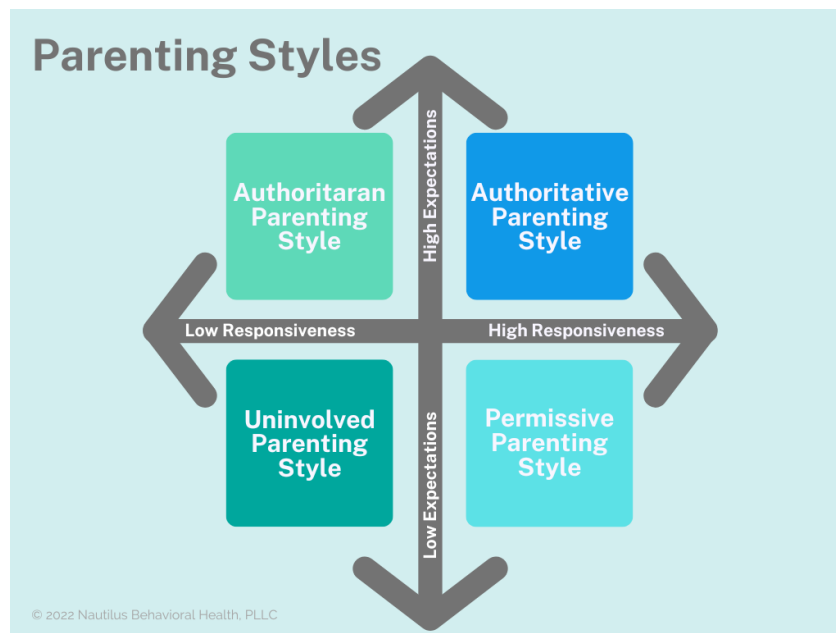 Parenting Styles
High Expectations
Authoritaran
Parenting
Style
Authoritative
Parenting
Style
Low Responsiveness
High Responsiveness
Uninvolved
Parenting
Style
Permissive
Parenting
Style
Low Expectations
© 2022 Nautilus Behavioral Health, PLLC